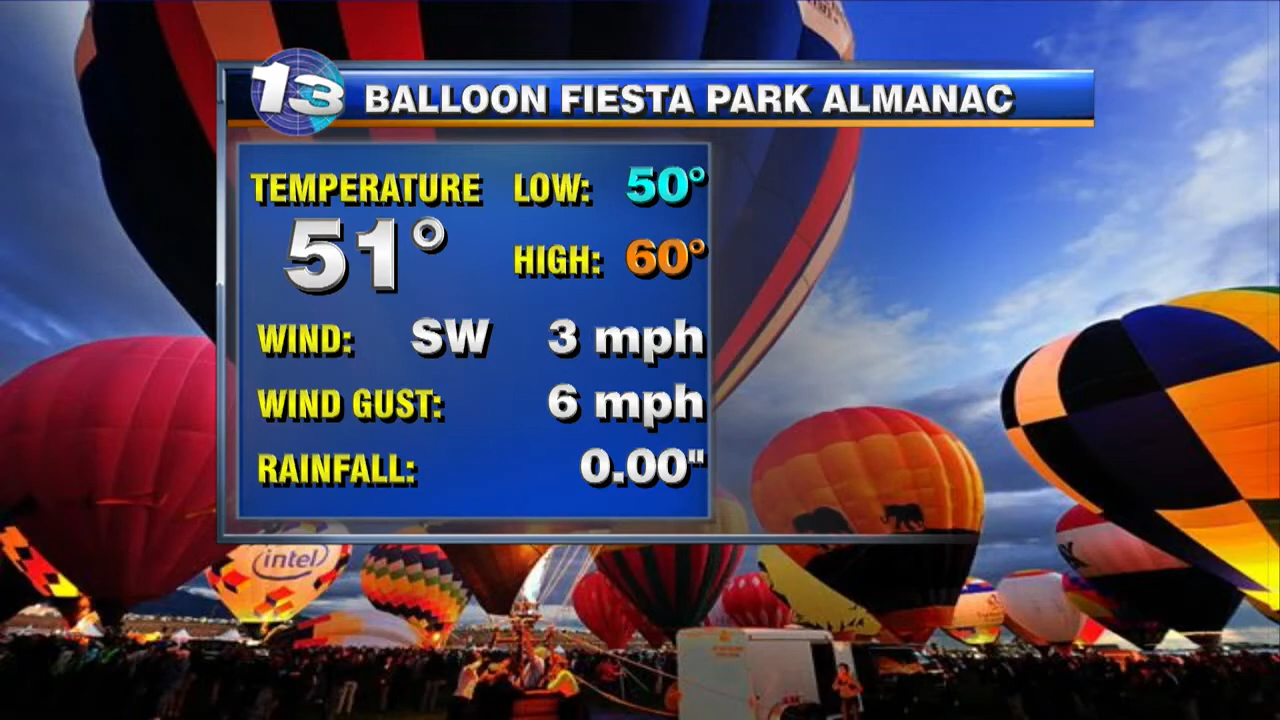 13 BALLOON FIESTA PARK ALMANAC
TEMPERATURE LOW: 50°
51°
HIGH: 60°
WIND: SW 3 mph
WIND GUST: 6 mph
RAINFALL: 0.00"
intel